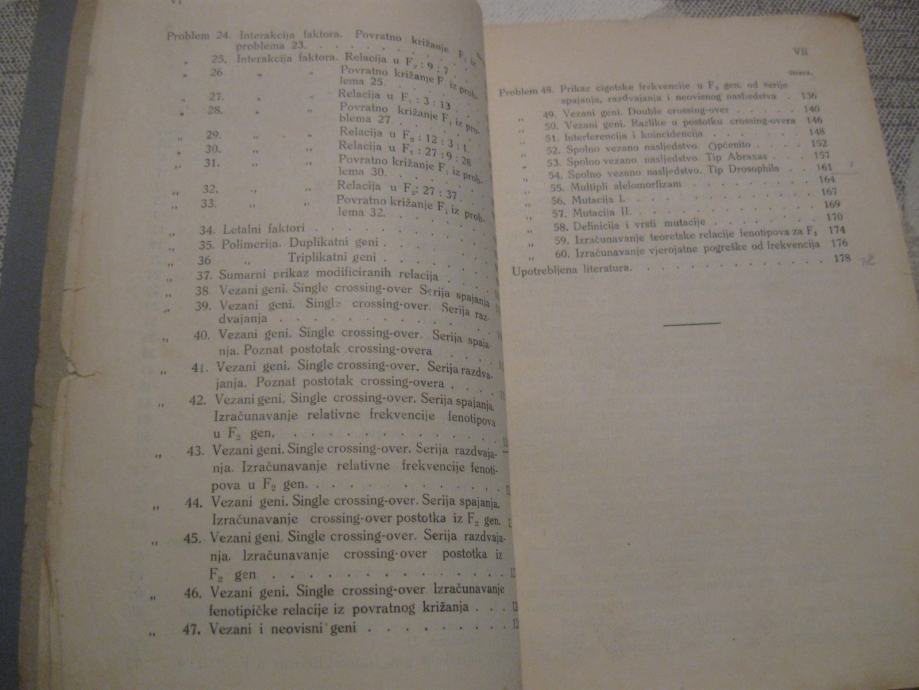 VI
Problem 24. Interakcija faktora. Povratno križanje F₁ iz
problema 23. . . . . . . . .
„ 25. Interakcija faktora. Relacija u F₂ : 9 : 7 . .
„ 26 „ „ Povratno križanje F₁ iz prob-
lema 25. . . . . .
„ 27. „ „ Relacija u F₂ : 3 : 13 . . .
„ 28. „ „ Povratno križanje F₁ iz pro-
blema 27. . . . . .
„ 29. „ „ Relacija u F₂ : 12 : 3 : 1.
„ 30. „ „ Relacija u F₂ : 27 : 9 : 28
„ 31. „ „ Povratno križanje F₁ iz prob-
lema 30. . . . . .
„ 32. „ „ Relacija u F₂: 27 : 37 . . .
„ 33. „ „ Povratno križanje F₁ iz prob.
lema 32. . . . . .
„ 34. Letalni faktori . . . . . . .
„ 35. Polimerija. Duplikatni geni . . . . .
„ 36 „ Triplikatni geni . . . . .
„ 37. Sumarni prikaz modificiranih relacija . . .
„ 38 Vezani geni. Single crossing-over Serija spajanja
„ 39. Vezani geni. Single crossing-over. Serija raz-
dvajanja . . . . . . . . .
„ 40. Vezani geni. Single crossing-over. Serija spaja-
nja. Poznat postotak crossing-overa . . . .
„ 41. Vezani geni. Single crossing-over. Serija razdva-
janja. Poznat postotak crossing-overa . . . .
„ 42. Vezani geni. Single crossing-over. Serija spajanja.
Izračunavanje relativne frekvencije fenotipova
u F₂ gen. . . . . . . . . . .
„ 43. Vezani geni. Single crossing-over. Serija razdvaja-
nja. Izračunavanje relativne frekvencije fenoti-
pova u F₂ gen. . . . . . . . . .
„ 44. Vezani geni. Single crossing-over. Serija spajanja.
Izračunavanje crossing-over postotka iz F₂ gen.
„ 45. Vezani geni. Single crossing-over. Serija razdvaja-
nja. Izračunavanje crossing-over postotka iz
F₂ gen . . . . . . . . . .
„ 46. Vezani geni. Single crossing-over Izračunavanje
fenotipičke relacije iz povratnog križanja . . .
„ 47. Vezani i neovisni geni . . . . . . . .
VII
Strana.
Problem 48. Prikaz cigotske frekvencije u F₂ gen. od serije
spajanja, razdvajanja i neovisnog nasljedstva . 136
„ 49. Vezani geni. Double crossing-over . . . . 140
„ 50. Vezani geni. Razlike u postotku crossing-overa 146
„ 51. Interferencija i koincidencija . . . . . 148
„ 52. Spolno vezano nasljedstvo. Općenito . . . 152
„ 53. Spolno vezano nasljedstvo. Tip Abraxas . . 157
„ 54. Spolno vezano nasljedstvo. Tip Drosophila . 161
„ 55. Multipli alelomorfizam . . . . . . 164
„ 56. Mutacija I. . . . . . . . . 167
„ 57. Mutacija II. . . . . . . . . 169
„ 58. Definicija i vrsti mutacije . . . . . . 170
„ 59. Izračunavanje teoretske relacije fenotipova za F₂ 174
„ 60. Izračunavanje vjerojatne pogreške od frekvencija 176
Upotrebljena literatura. . . . . . . . . . 178